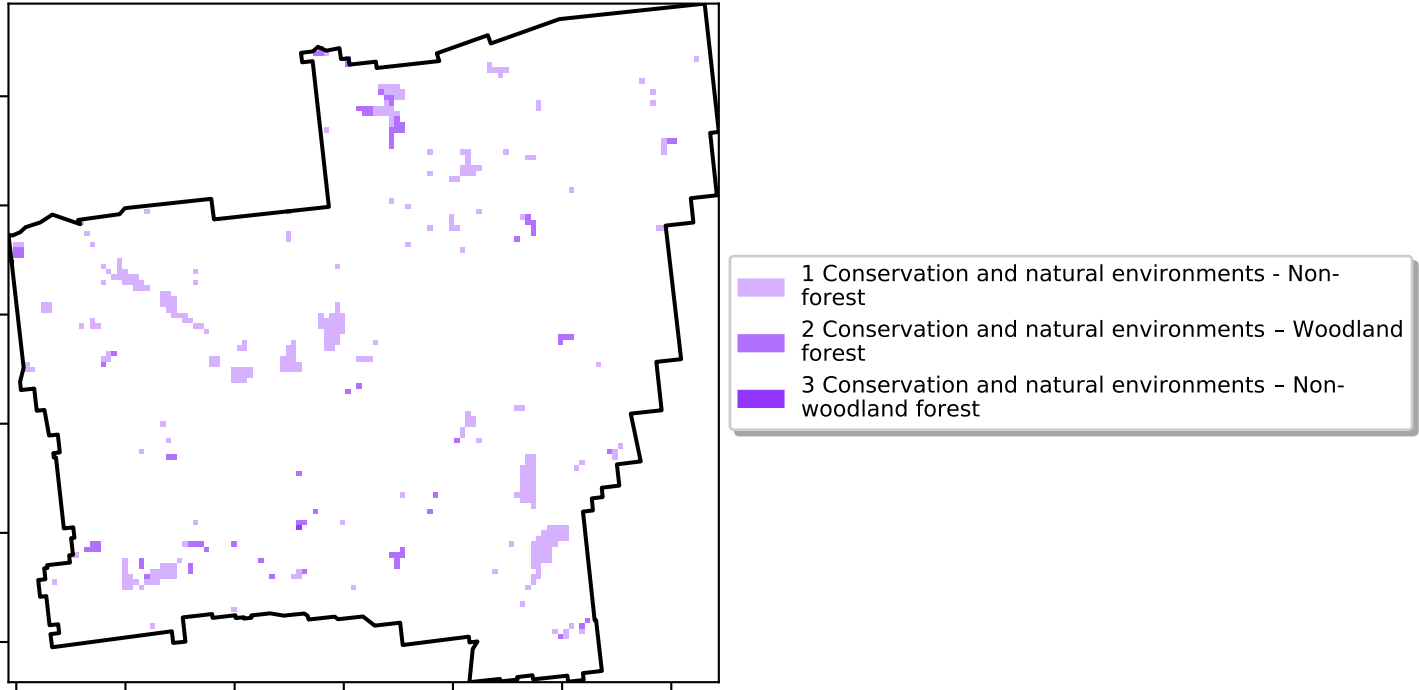 1 Conservation and natural environments - Non-
forest
2 Conservation and natural environments – Woodland
forest
3 Conservation and natural environments – Non-
woodland forest